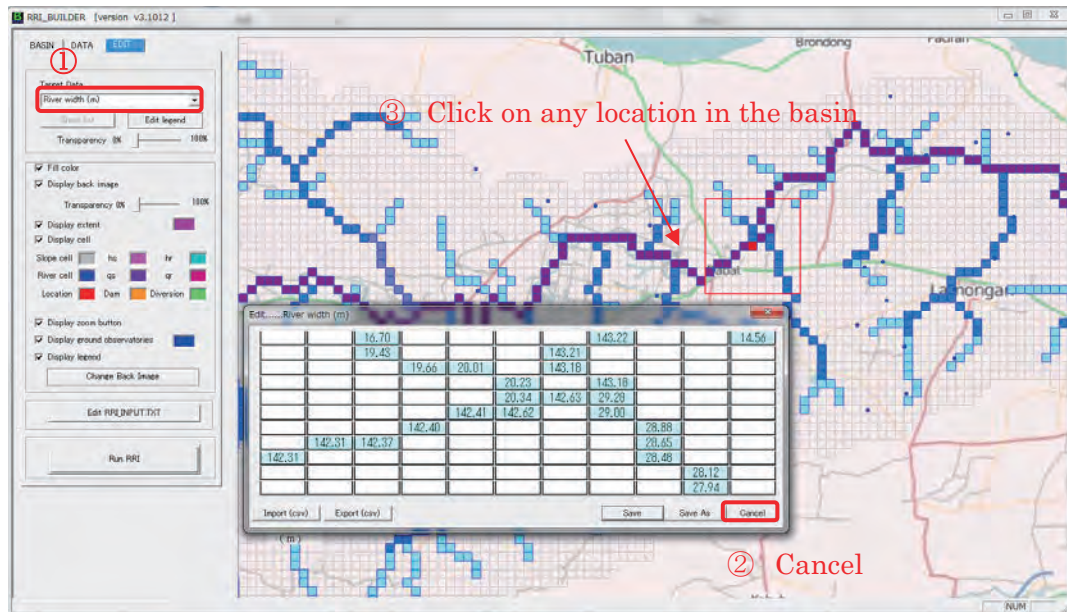 RRI_BUILDER [version v3.1012 ]
BASIN DATA EDIT
①
Target Data
River width (m)
Edit legend
Transparency 0% 100%
Fill color
Display back image
Transparency 0% 100%
Display extent
Display cell
Slope cell hs hr
River cell qs qr
Location Dam Diversion
Display zoom button
Display ground observatories
Display legend
Change Back Image
Edit RRI_INPUT.TXT
Run RRI
Tuban
Brondong
③ Click on any location in the basin
Edit......River width (m)
16.70 143.22 14.56
19.43 143.21
19.66 20.01 143.18
20.23 143.18
20.34 142.63 29.28
142.41 142.62 29.00
142.40 28.88
142.31 142.37 28.65
142.31 28.48
28.12
27.94
Import (csv) Export (csv) Save Save As Cancel
(m)
② Cancel
NUM